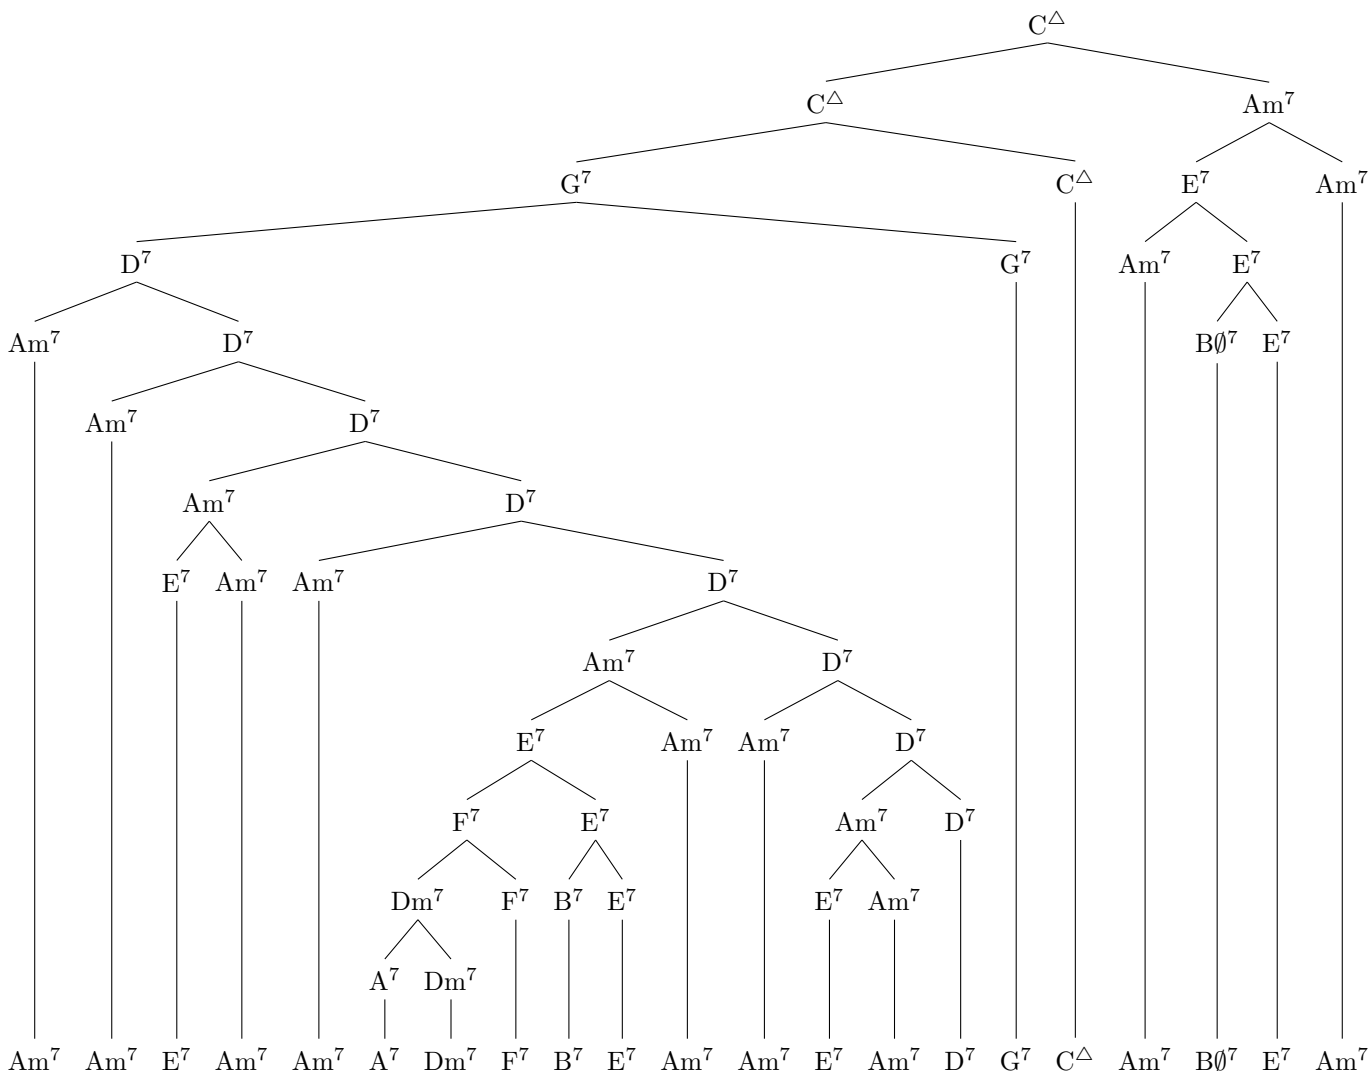 C△
C△ Am⁷
G⁷ C△ E⁷ Am⁷
D⁷ G⁷ Am⁷ E⁷
Am⁷ D⁷ B∅⁷ E⁷
Am⁷ D⁷
Am⁷ D⁷
E⁷ Am⁷ Am⁷ D⁷
Am⁷ D⁷
E⁷ Am⁷ Am⁷ D⁷
F⁷ E⁷ Am⁷ D⁷
Dm⁷ F⁷ B⁷ E⁷ E⁷ Am⁷
A⁷ Dm⁷
Am⁷ Am⁷ E⁷ Am⁷ Am⁷ A⁷ Dm⁷ F⁷ B⁷ E⁷ Am⁷ Am⁷ E⁷ Am⁷ D⁷ G⁷ C△ Am⁷ B∅⁷ E⁷ Am⁷